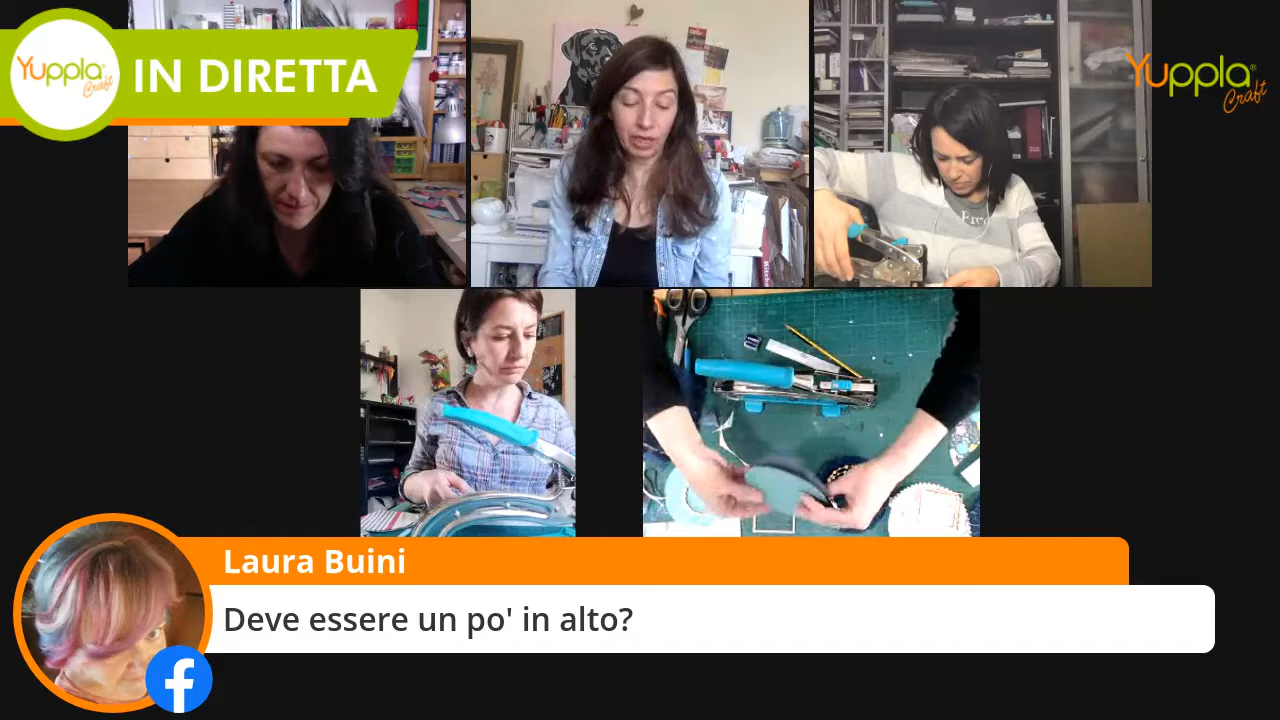 Yuppla® Craft
IN DIRETTA
Yuppla® Craft
Laura Buini
Deve essere un po' in alto?